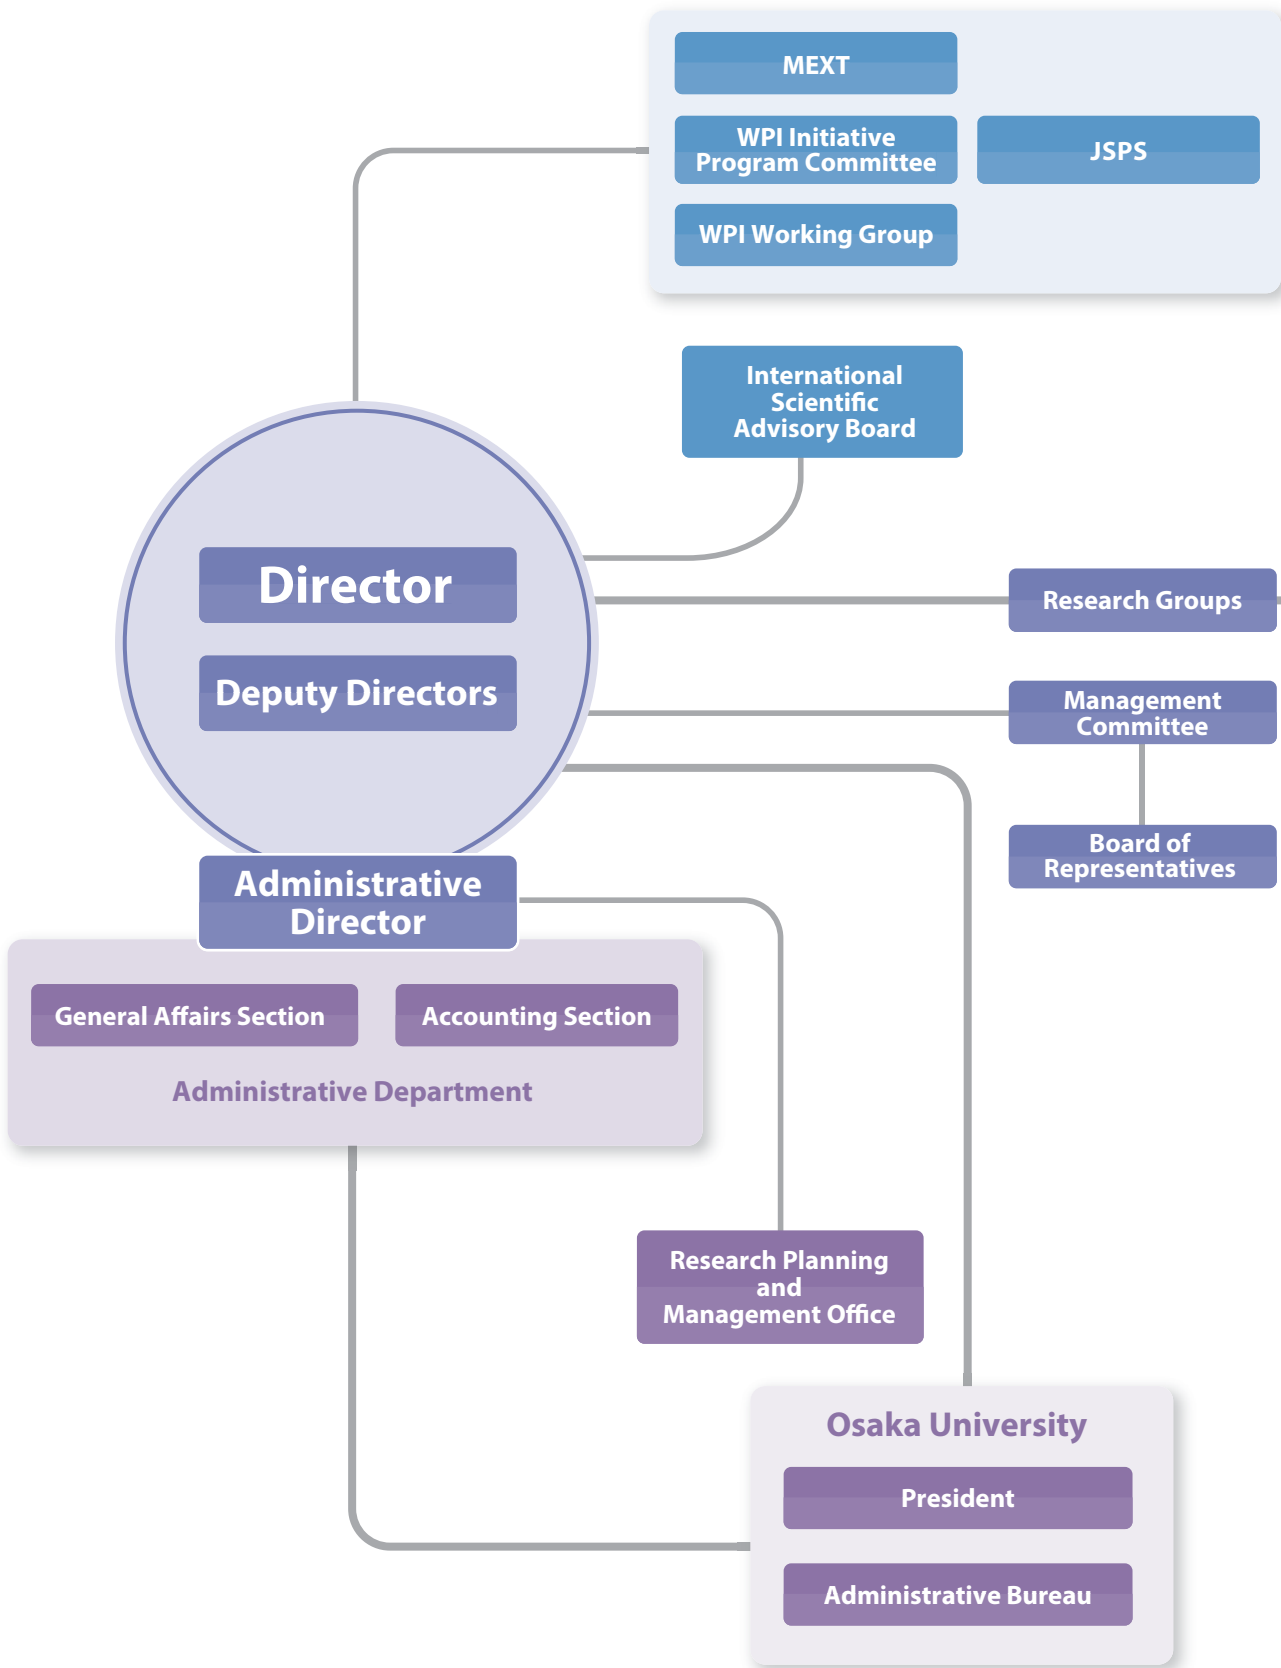 MEXT
WPI Initiative
Program Committee
JSPS
WPI Working Group
International
Scientific
Advisory Board
Director
Deputy Directors
Research Groups
Management
Committee
Board of
Representatives
Administrative
Director
General Affairs Section
Accounting Section
Administrative Department
Research Planning
and
Management Office
Osaka University
President
Administrative Bureau